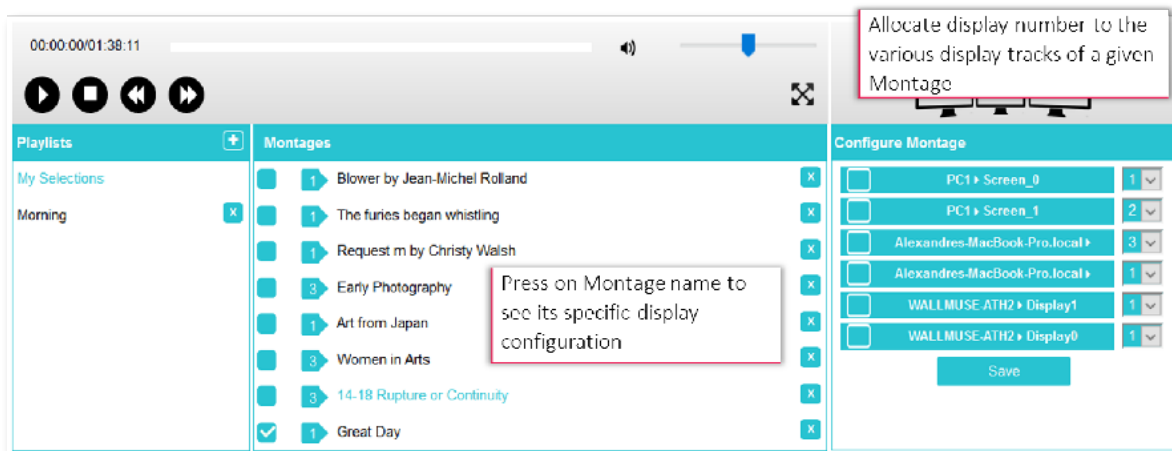 Allocate display number to the
various display tracks of a given
Montage
00:00:00/01:38:11
Playlists
My Selections
Morning
x
Montages
1 Blower by Jean-Michel Rolland x
1 The furies began whistling x
1 Request m by Christy Walsh x
3 Early Photography x
1 Art from Japan x
3 Women in Arts x
3 14-18 Rupture or Continuity x
1 Great Day x
Press on Montage name to
see its specific display
configuration
Configure Montage
PC1 Screen_0 1
PC1 Screen_1 2
Alexandres-MacBook-Pro.local 3
Alexandres-MacBook-Pro.local 1
WALLMUSE-ATH2 Display1 1
WALLMUSE-ATH2 Display0 1
Save